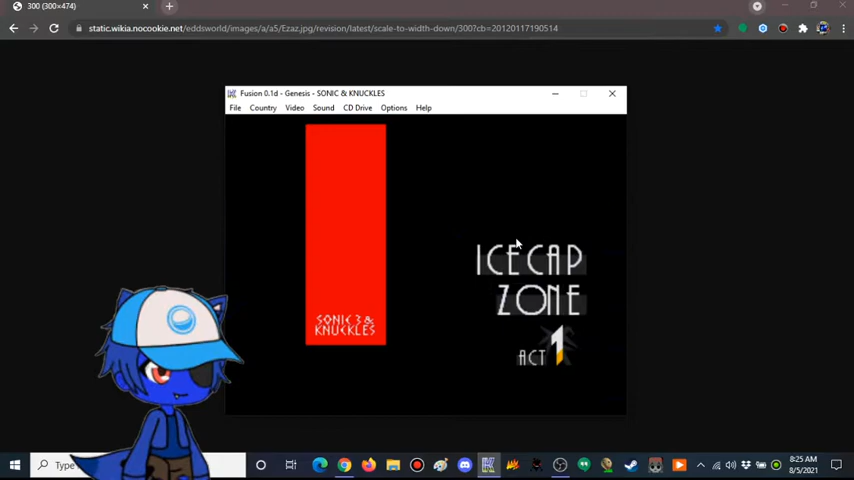 300 (300×474)
static.wikia.nocookie.net/eddsworld/images/a/a5/Ezaz.jpg/revision/latest/scale-to-width-down/300?cb=20120117190514
Fusion 0.1d - Genesis - SONIC & KNUCKLES
File Country Video Sound CD Drive Options Help
ICECAP
ZONE
ACT 1
SONIC 3 &
KNUCKLES
Type
8:25 AM
8/5/2021